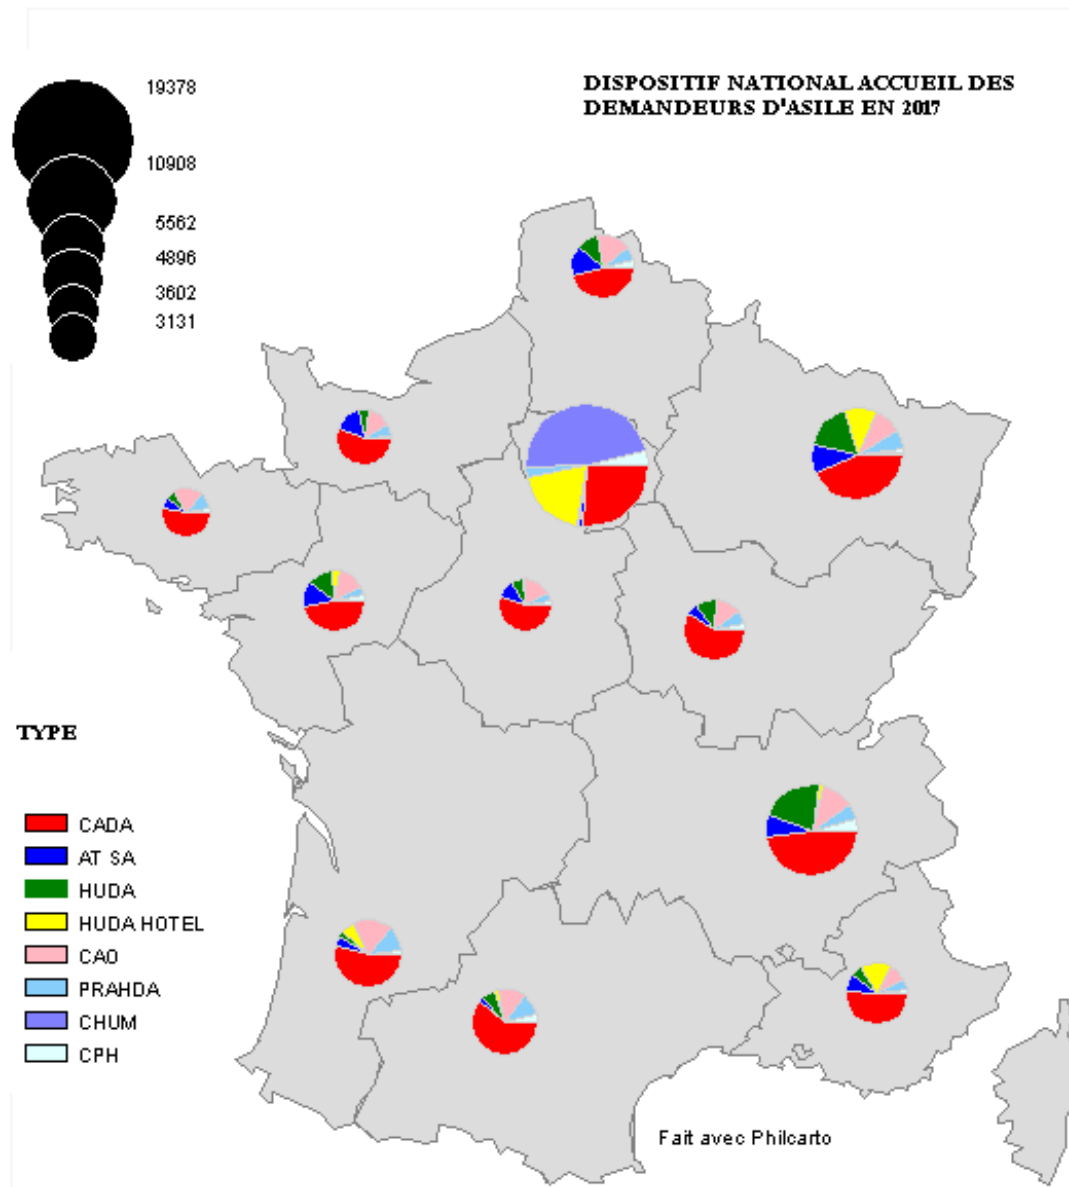 19378
DISPOSITIF NATIONAL ACCUEIL DES
DEMANDEURS D'ASILE EN 2017
10908
5562
4896
3602
3131
TYPE
CADA
AT SA
HUDA
HUDA HOTEL
CAO
PRAHDA
CHUM
CPH
Fait avec Philcarto